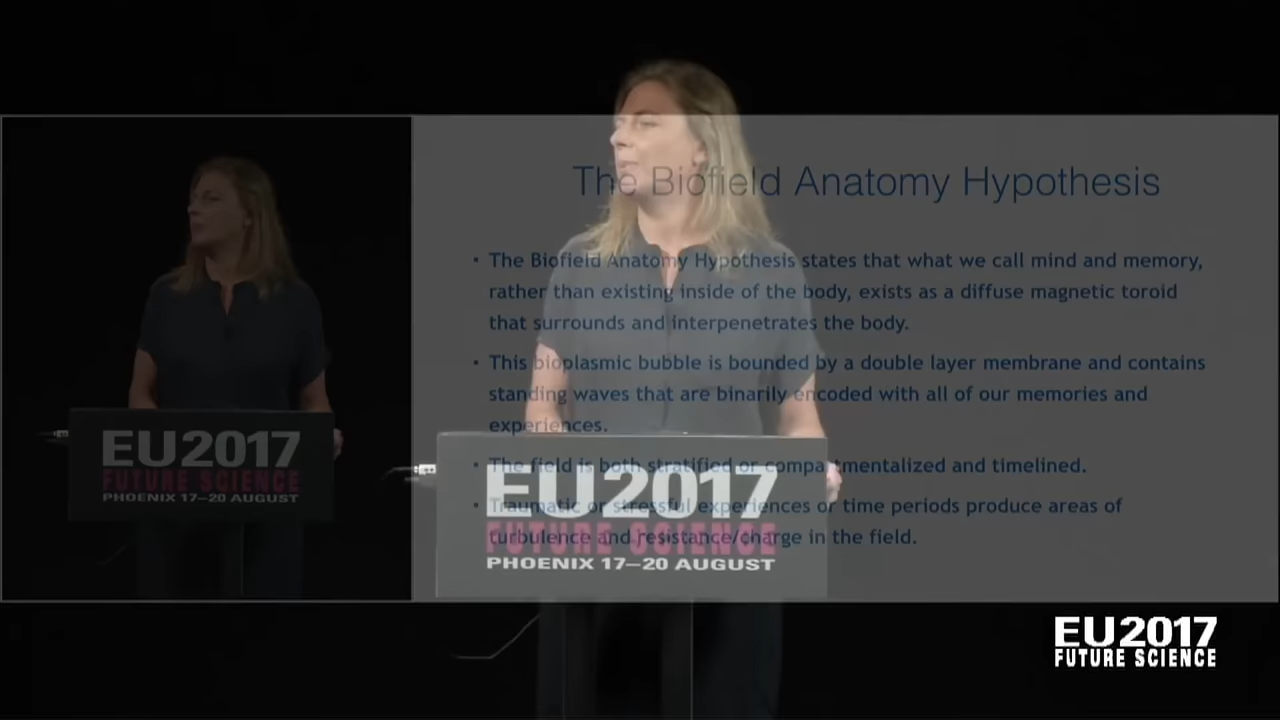 The Biofield Anatomy Hypothesis
• The Biofield Anatomy Hypothesis states that what we call mind and memory,
rather than existing inside of the body, exists as a diffuse magnetic toroid
that surrounds and interpenetrates the body.
• This bioplasmic bubble is bounded by a double layer membrane and contains
standing waves that are binarily encoded with all of our memories and
experiences.
• The field is both stratified or compartmentalized and timelined.
• Traumatic or stressful experiences or time periods produce areas of
turbulence and resistance/charge in the field.
EU2017
FUTURE SCIENCE
PHOENIX 17–20 AUGUST
EU2017
FUTURE SCIENCE
PHOENIX 17–20 AUGUST
EU2017
FUTURE SCIENCE